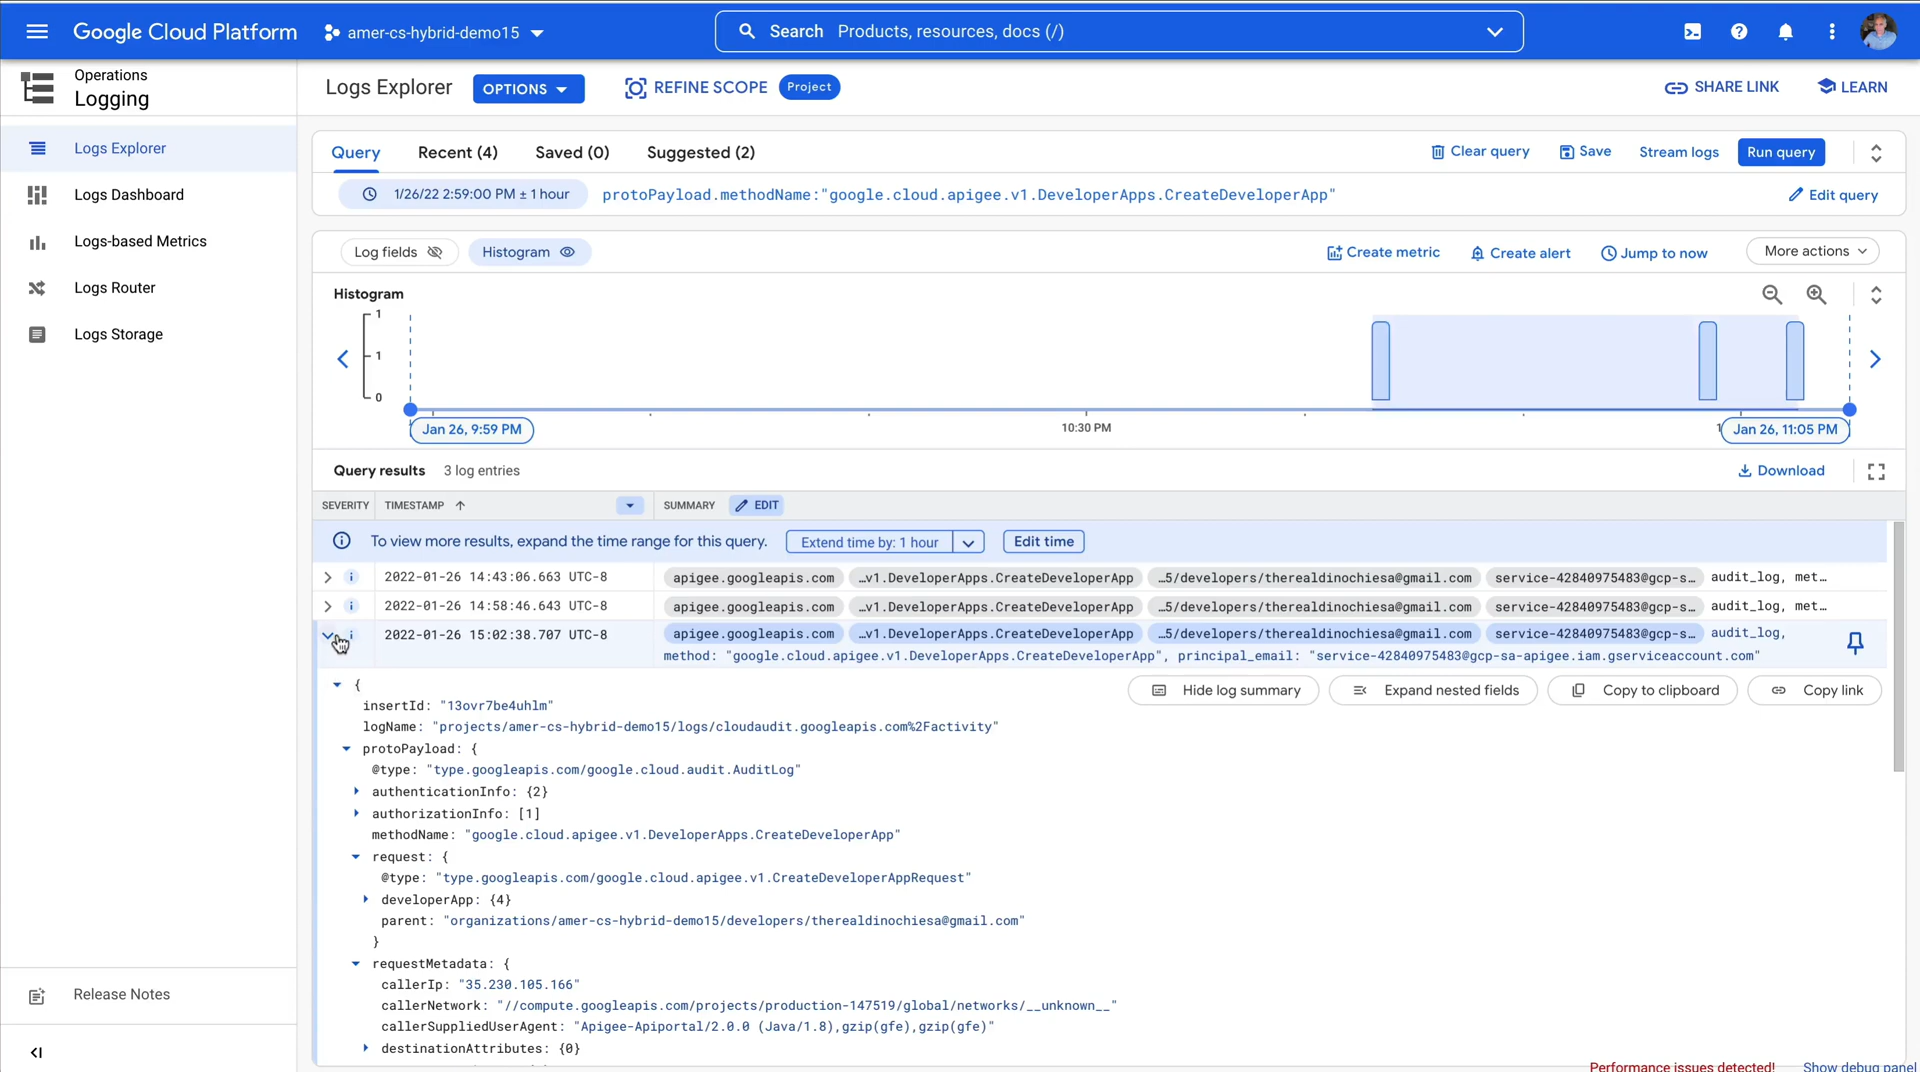 Google Cloud Platform
amer-cs-hybrid-demo15
Search Products, resources, docs (/)
Operations
Logging
Logs Explorer
OPTIONS
REFINE SCOPE
Project
SHARE LINK
LEARN
Logs Explorer
Logs Dashboard
Logs-based Metrics
Logs Router
Logs Storage
Release Notes
Query
Recent (4)
Saved (0)
Suggested (2)
Clear query
Save
Stream logs
Run query
1/26/22 2:59:00 PM ± 1 hour
protoPayload.methodName:"google.cloud.apigee.v1.DeveloperApps.CreateDeveloperApp"
Edit query
Log fields
Histogram
Create metric
Create alert
Jump to now
More actions
Histogram
1
1
0
Jan 26, 9:59 PM
10:30 PM
1
Jan 26, 11:05 PM
Query results 3 log entries
Download
SEVERITY TIMESTAMP SUMMARY EDIT
To view more results, expand the time range for this query. Extend time by: 1 hour Edit time
2022-01-26 14:43:06.663 UTC-8 apigee.googleapis.com …v1.DeveloperApps.CreateDeveloperApp …5/developers/therealdinochiesa@gmail.com service-42840975483@gcp-s… audit_log, met…
2022-01-26 14:58:46.643 UTC-8 apigee.googleapis.com …v1.DeveloperApps.CreateDeveloperApp …5/developers/therealdinochiesa@gmail.com service-42840975483@gcp-s… audit_log, met…
2022-01-26 15:02:38.707 UTC-8 apigee.googleapis.com …v1.DeveloperApps.CreateDeveloperApp …5/developers/therealdinochiesa@gmail.com service-42840975483@gcp-s… audit_log,
method: "google.cloud.apigee.v1.DeveloperApps.CreateDeveloperApp", principal_email: "service-42840975483@gcp-sa-apigee.iam.gserviceaccount.com"
Hide log summary
Expand nested fields
Copy to clipboard
Copy link
{
insertId: "13ovr7be4uhlm"
logName: "projects/amer-cs-hybrid-demo15/logs/cloudaudit.googleapis.com%2Factivity"
protoPayload: {
@type: "type.googleapis.com/google.cloud.audit.AuditLog"
authenticationInfo: {2}
authorizationInfo: [1]
methodName: "google.cloud.apigee.v1.DeveloperApps.CreateDeveloperApp"
request: {
@type: "type.googleapis.com/google.cloud.apigee.v1.CreateDeveloperAppRequest"
developerApp: {4}
parent: "organizations/amer-cs-hybrid-demo15/developers/therealdinochiesa@gmail.com"
}
requestMetadata: {
callerIp: "35.230.105.166"
callerNetwork: "//compute.googleapis.com/projects/production-147519/global/networks/__unknown__"
callerSuppliedUserAgent: "Apigee-Apiportal/2.0.0 (Java/1.8),gzip(gfe),gzip(gfe)"
destinationAttributes: {0}
Performance issues detected! Show debug panel